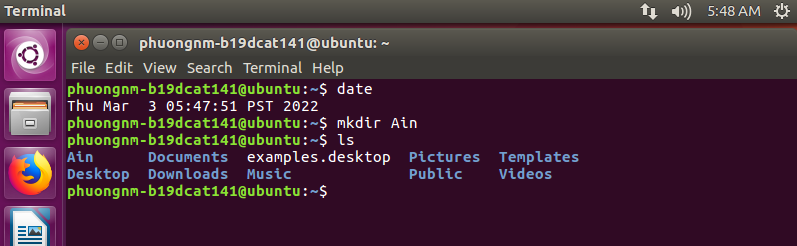 Terminal 5:48 AM
phuongnm-b19dcat141@ubuntu: ~
File Edit View Search Terminal Help
phuongnm-b19dcat141@ubuntu:~$ date
Thu Mar  3 05:47:51 PST 2022
phuongnm-b19dcat141@ubuntu:~$ mkdir Ain
phuongnm-b19dcat141@ubuntu:~$ ls
Ain      Documents  examples.desktop  Pictures  Templates
Desktop  Downloads  Music             Public    Videos
phuongnm-b19dcat141@ubuntu:~$